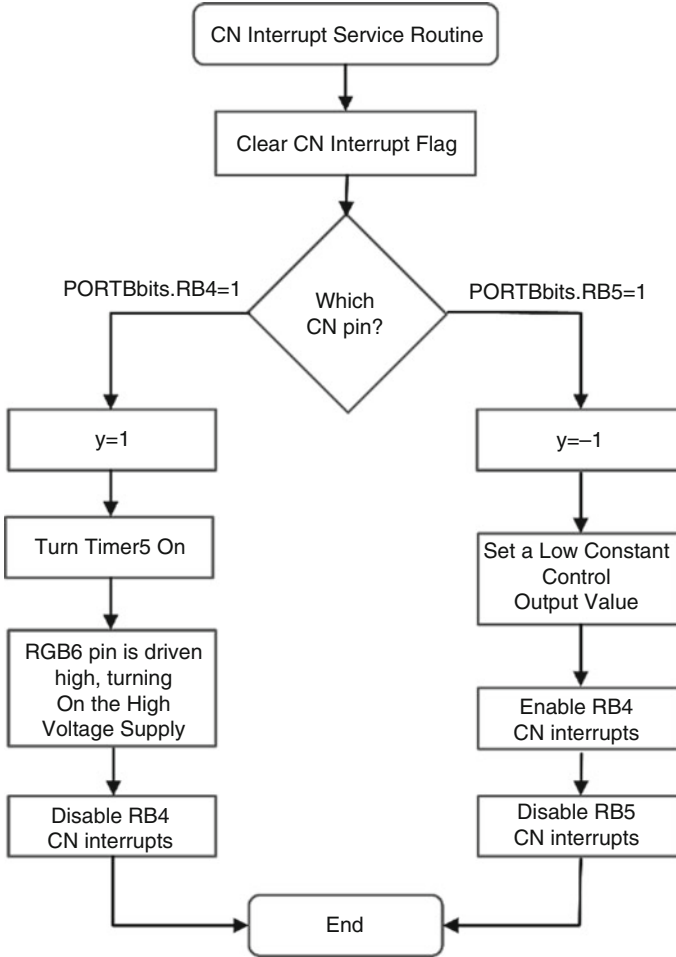 CN Interrupt Service Routine
Clear CN Interrupt Flag
PORTBbits.RB4=1
Which
CN pin?
PORTBbits.RB5=1
y=1
Turn Timer5 On
RGB6 pin is driven
high, turning
On the High
Voltage Supply
Disable RB4
CN interrupts
y=–1
Set a Low Constant
Control
Output Value
Enable RB4
CN interrupts
Disable RB5
CN interrupts
End